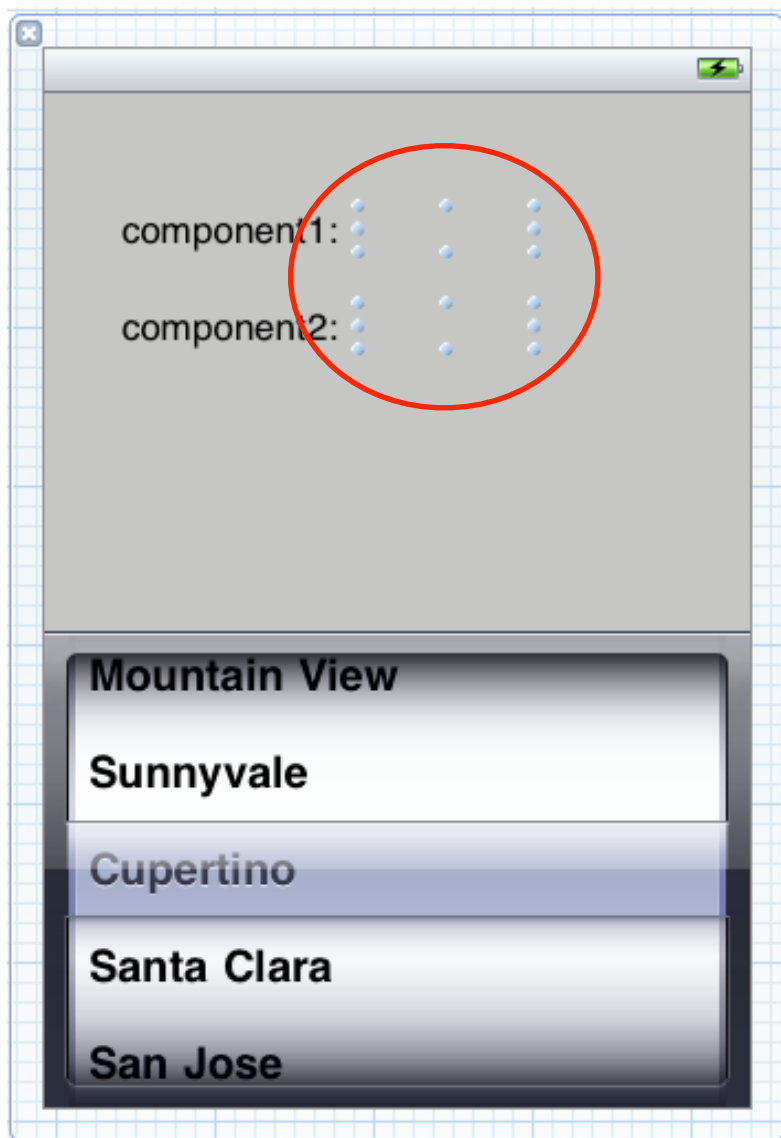 component1:
component2:
Mountain View
Sunnyvale
Cupertino
Santa Clara
San Jose